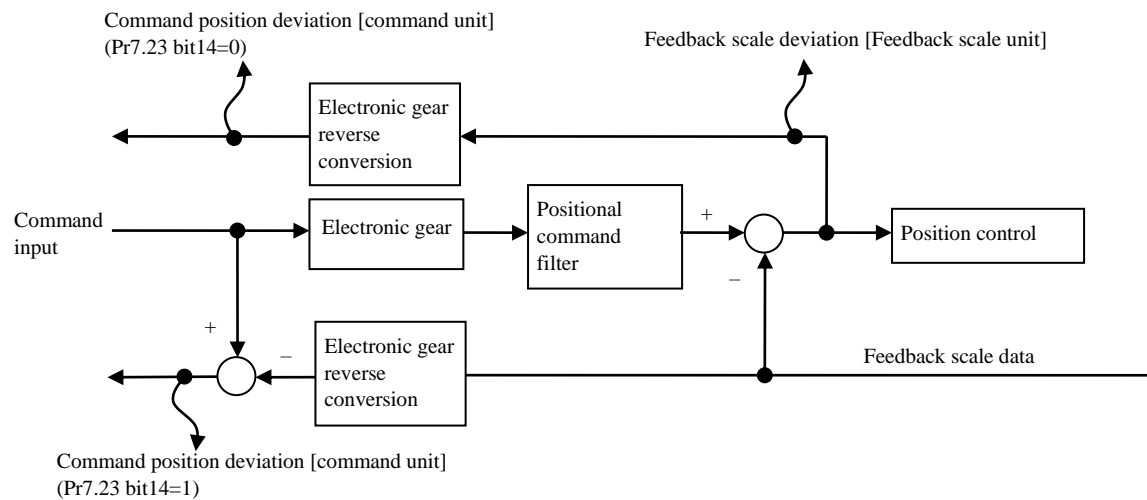 Command position deviation [command unit]
(Pr7.23 bit14=0)
Feedback scale deviation [Feedback scale unit]
Electronic gear
reverse
conversion
Command
input
Electronic gear
Positional
command
filter
+
−
Position control
+
−
Electronic gear
reverse
conversion
Feedback scale data
Command position deviation [command unit]
(Pr7.23 bit14=1)